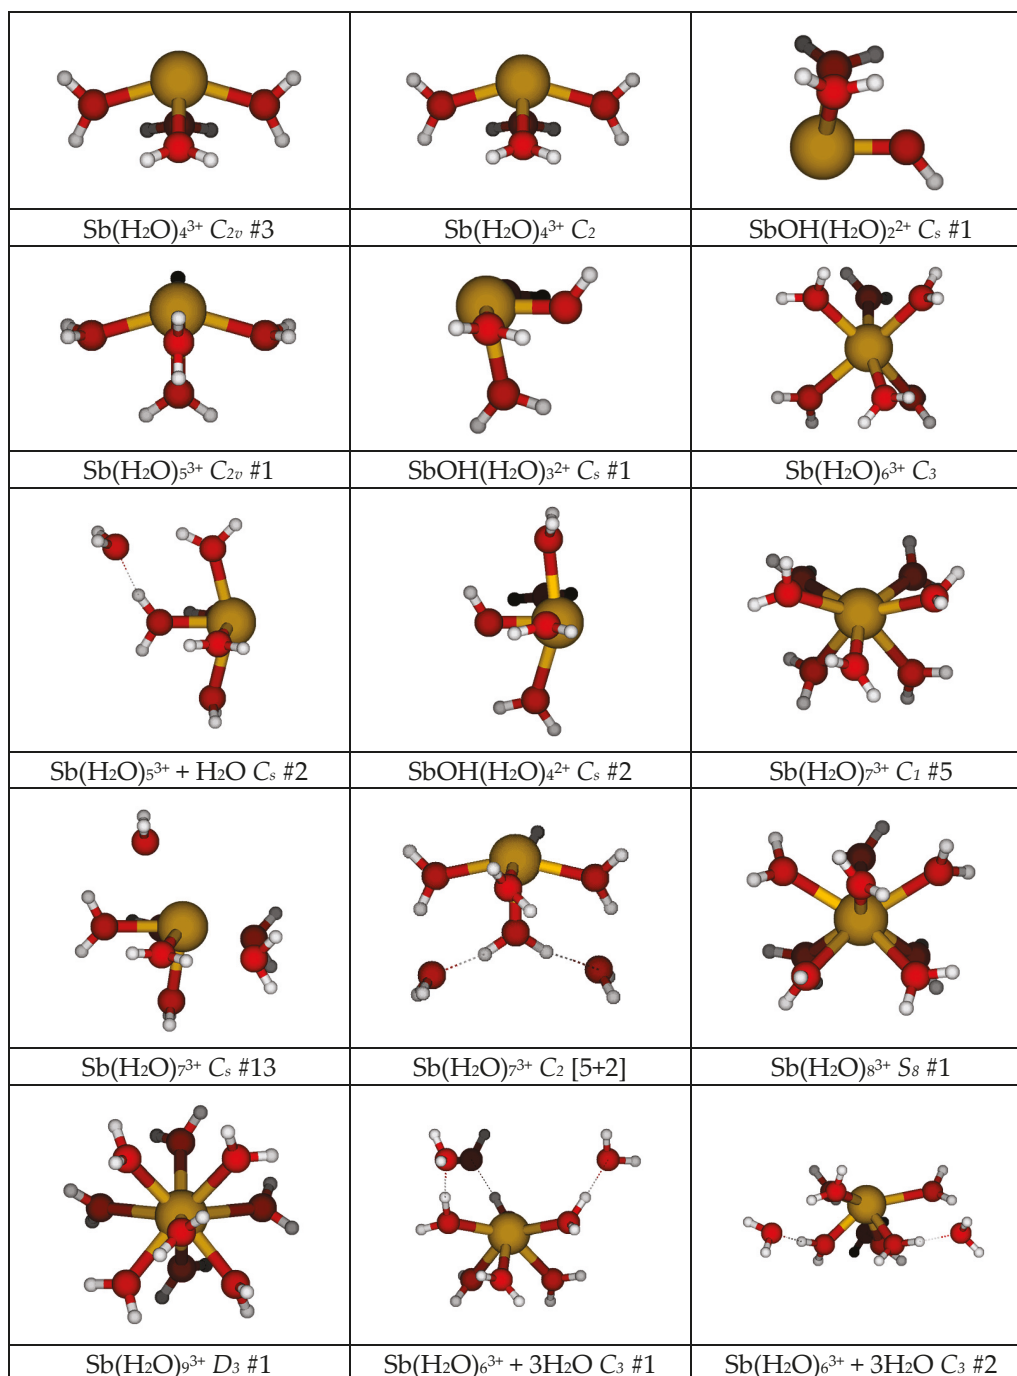 Sb(H₂O)₄³⁺ C₂ᵥ #3
Sb(H₂O)₄³⁺ C₂
SbOH(H₂O)₂²⁺ Cₛ #1
Sb(H₂O)₅³⁺ C₂ᵥ #1
SbOH(H₂O)₃²⁺ Cₛ #1
Sb(H₂O)₆³⁺ C₃
Sb(H₂O)₅³⁺ + H₂O Cₛ #2
SbOH(H₂O)₄²⁺ Cₛ #2
Sb(H₂O)₇³⁺ C₁ #5
Sb(H₂O)₇³⁺ Cₛ #13
Sb(H₂O)₇³⁺ C₂ [5+2]
Sb(H₂O)₈³⁺ S₈ #1
Sb(H₂O)₉³⁺ D₃ #1
Sb(H₂O)₆³⁺ + 3H₂O C₃ #1
Sb(H₂O)₆³⁺ + 3H₂O C₃ #2